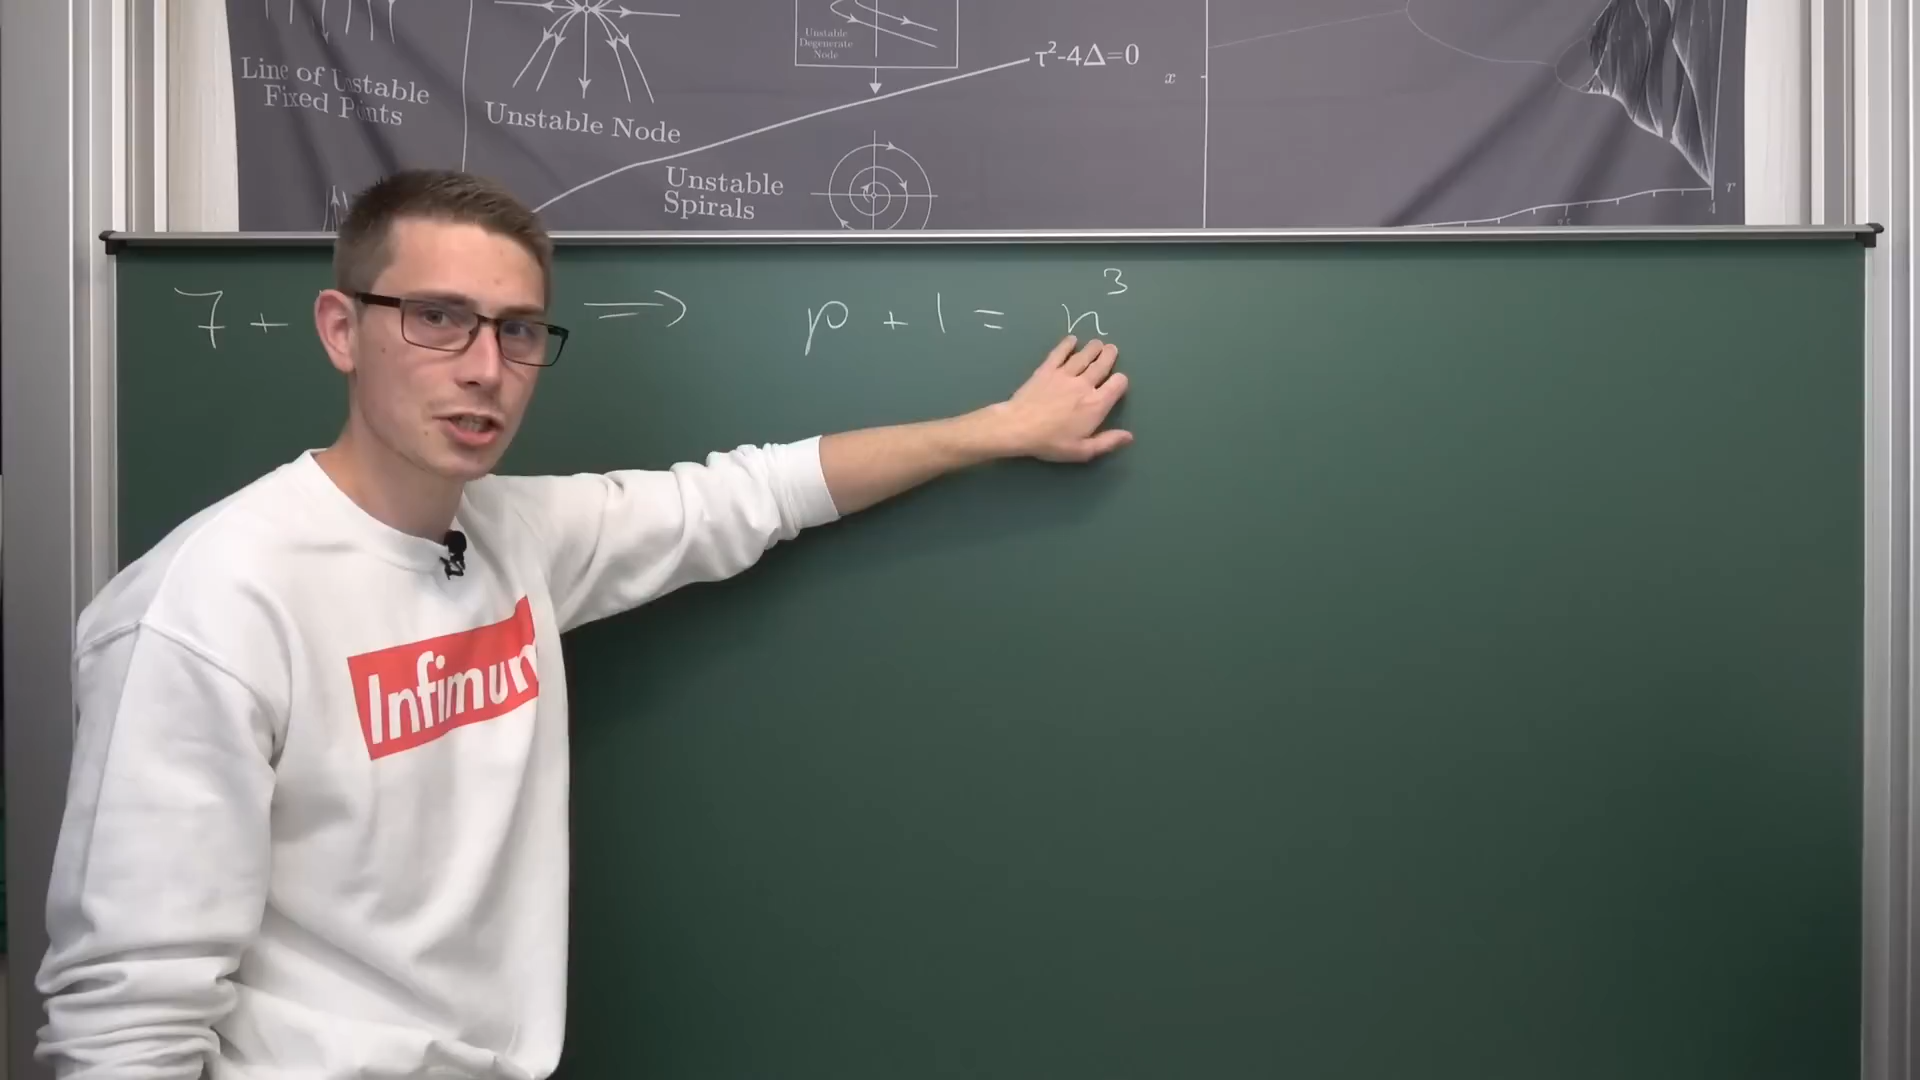 Line of Unstable
Fixed Points
Unstable Node
Unstable
Degenerate
Node
τ²-4Δ=0
Unstable
Spirals
x
r
4
7 + ⟹ p + 1 = n³
Infimum